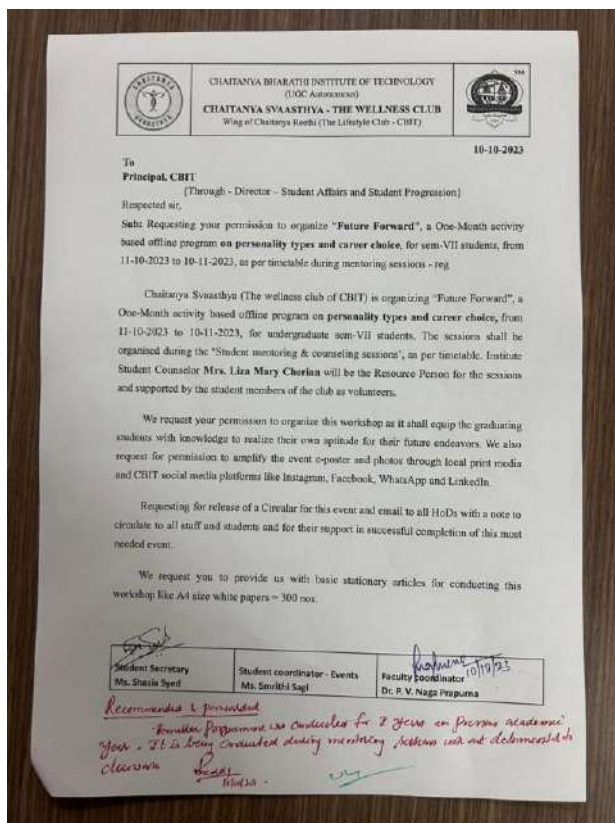 CHAITANYA BHARATHI INSTITUTE OF TECHNOLOGY
(UGC Autonomous)
CHAITANYA SVAASTHYA - THE WELLNESS CLUB
Wing of Chaitanya Reethi (The Lifestyle Club - CBIT)
TM
10-10-2023
To
Principal, CBIT
(Through - Director - Student Affairs and Student Progression)
Respected sir,
Sub: Requesting your permission to organize "Future Forward", a One-Month activity
based offline program on personality types and career choice, for sem-VII students, from
11-10-2023 to 10-11-2023, as per timetable during mentoring sessions - reg
Chaitanya Svaasthya (The wellness club of CBIT) is organizing "Future Forward", a
One-Month activity based offline program on personality types and career choice, from
11-10-2023 to 10-11-2023, for undergraduate sem-VII students. The sessions shall be
organised during the 'Student mentoring & counseling sessions', as per timetable. Institute
Student Counselor Mrs. Liza Mary Cherian will be the Resource Person for the sessions
and supported by the student members of the club as volunteers.
We request your permission to organize this workshop as it shall equip the graduating
students with knowledge to realize their own aptitude for their future endeavors. We also
request for permission to amplify the event e-poster and photos through local print media
and CBIT social media platforms like Instagram, Facebook, WhatsApp and LinkedIn.
Requesting for release of a Circular for this event and email to all HoDs with a note to
circulate to all staff and students and for their support in successful completion of this most
needed event.
We request you to provide us with basic stationery articles for conducting this
workshop like A4 size white papers = 300 nos.
Student Secretary
Ms. Shazia Syed
Student coordinator - Events
Ms. Smrithi Sagi
10/10/23
Faculty coordinator
Dr. P. V. Naga Prapurna
Recommended & forwarded
Programme was conducted for 2 Years in Previous academic
Year. It is being conducted during mentoring